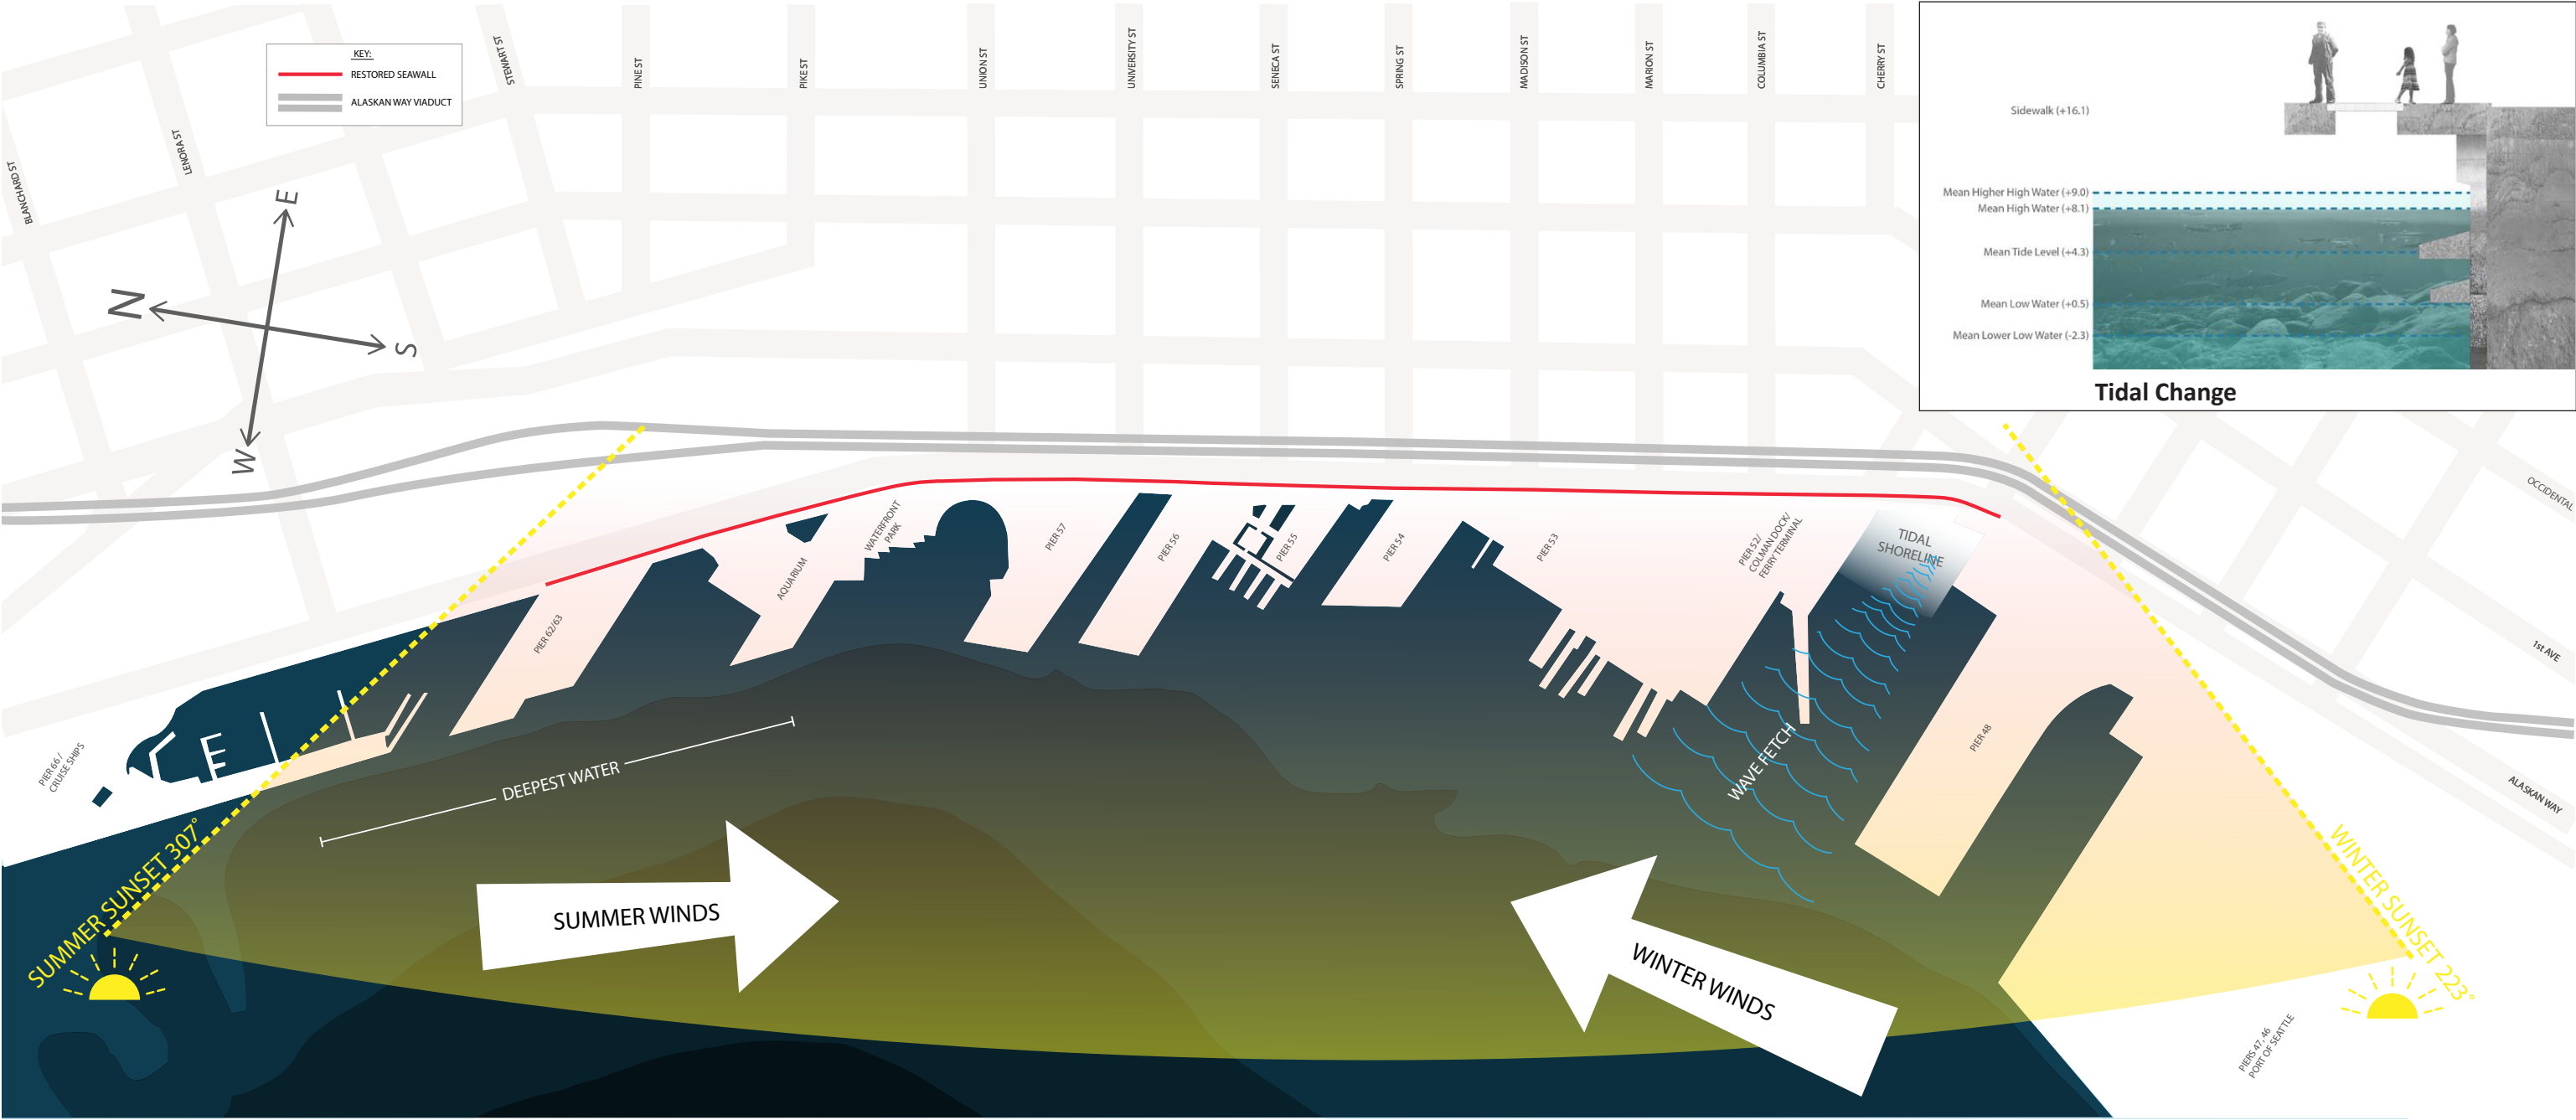 KEY:
RESTORED SEAWALL
ALASKAN WAY VIADUCT
BLANCHARD ST
LENORA ST
STEWART ST
PINE ST
PIKE ST
UNION ST
UNIVERSITY ST
SENECA ST
SPRING ST
MADISON ST
MARION ST
COLUMBIA ST
CHERRY ST
N
E
S
W
Sidewalk (+16.1)
Mean Higher High Water (+9.0)
Mean High Water (+8.1)
Mean Tide Level (+4.3)
Mean Low Water (+0.5)
Mean Lower Low Water (-2.3)
Tidal Change
OCCIDENTAL
1st AVE
ALASKAN WAY
PIER 66 /
CRUISE SHIPS
PIER 62/63
AQUARIUM
WATERFRONT
PARK
PIER 57
PIER 56
PIER 55
PIER 54
PIER 53
PIER 52/
COLMAN DOCK/
FERRY TERMINAL
TIDAL
SHORELINE
PIER 48
WAVE FETCH
DEEPEST WATER
SUMMER SUNSET 307°
SUMMER WINDS
WINTER WINDS
WINTER SUNSET 223°
PIERS 47, 46
PORT OF SEATTLE